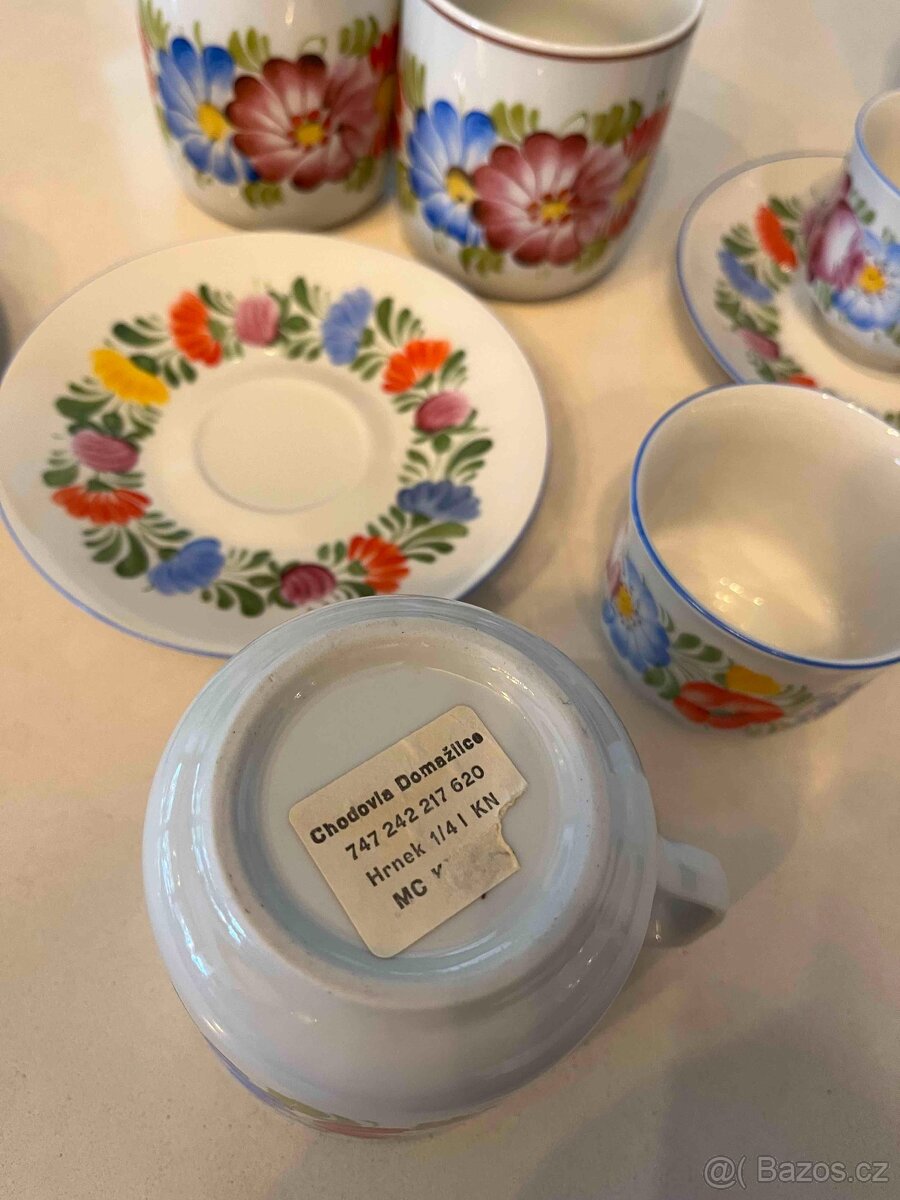 Chodovia Domažlice
747 242 217 620
Hrnek 1/4 l KN
MC
@( Bazos.cz